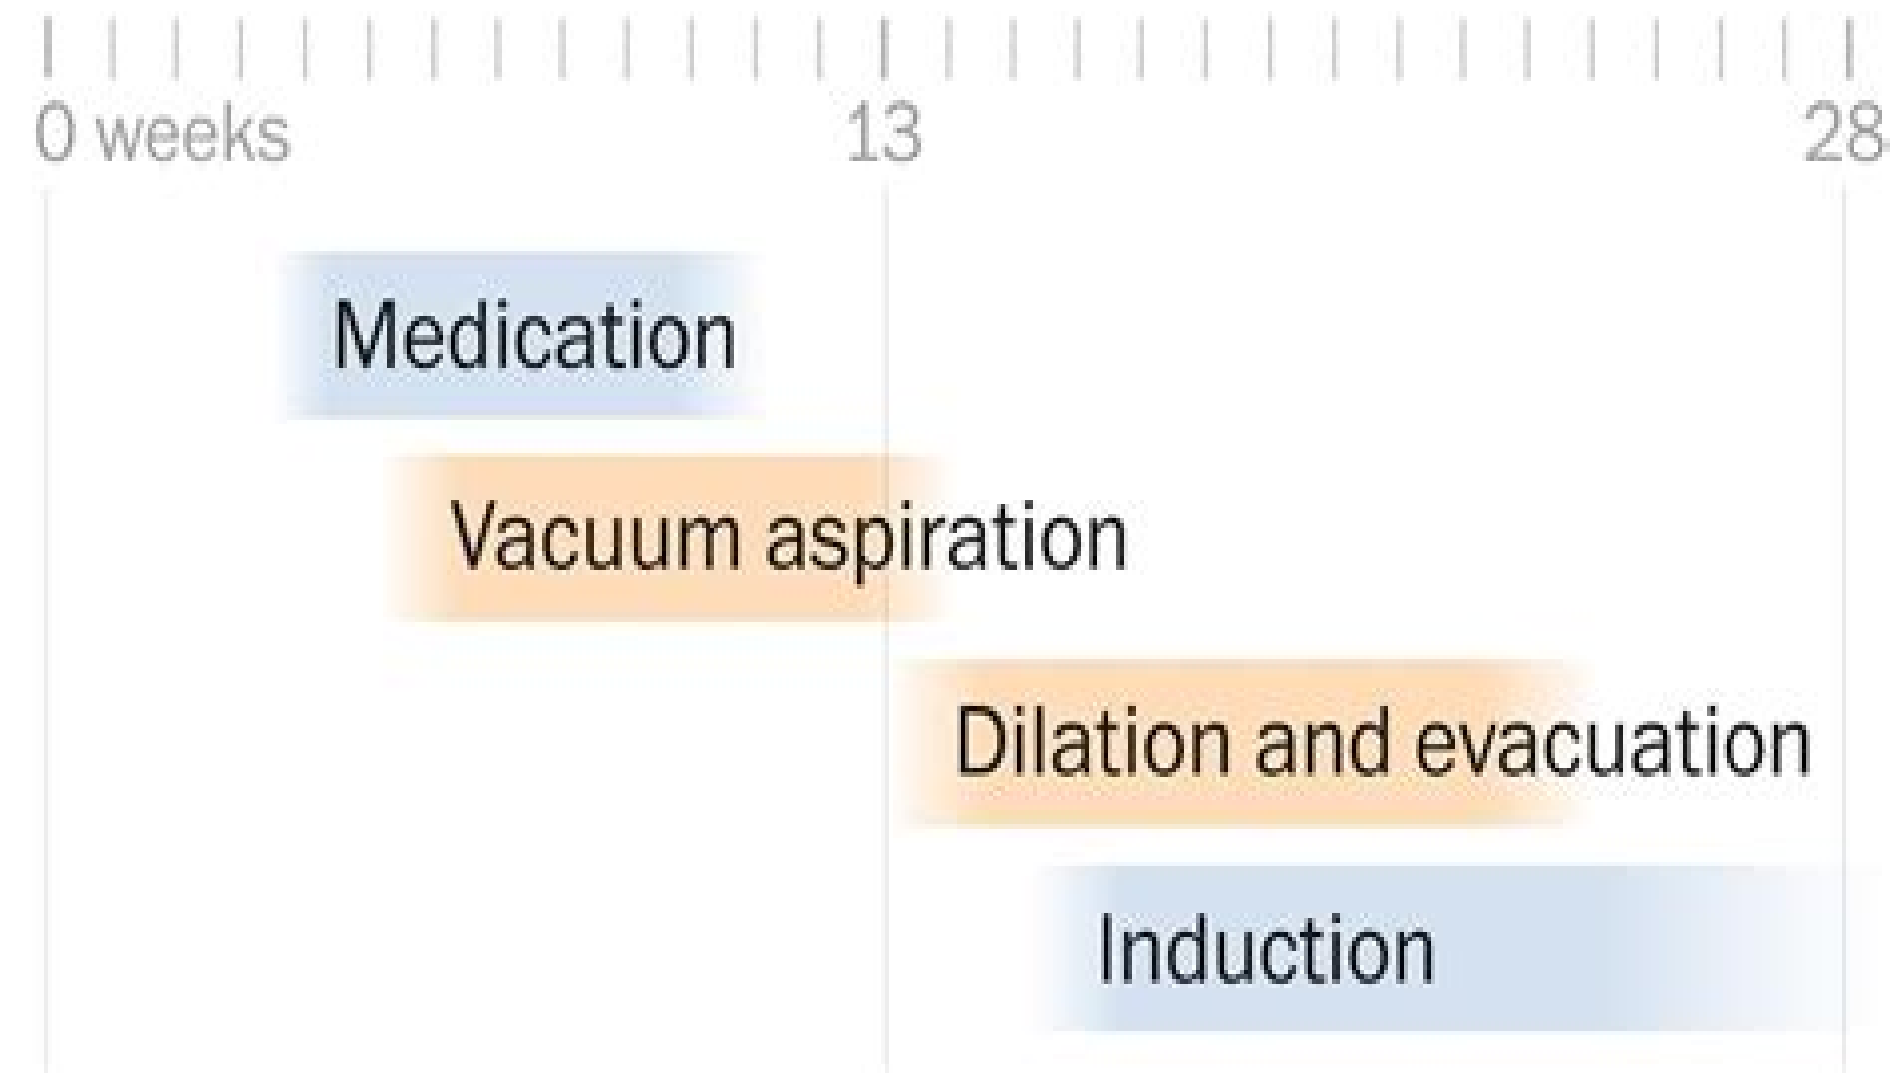 0 weeks 13 28
Medication
Vacuum aspiration
Dilation and evacuation
Induction